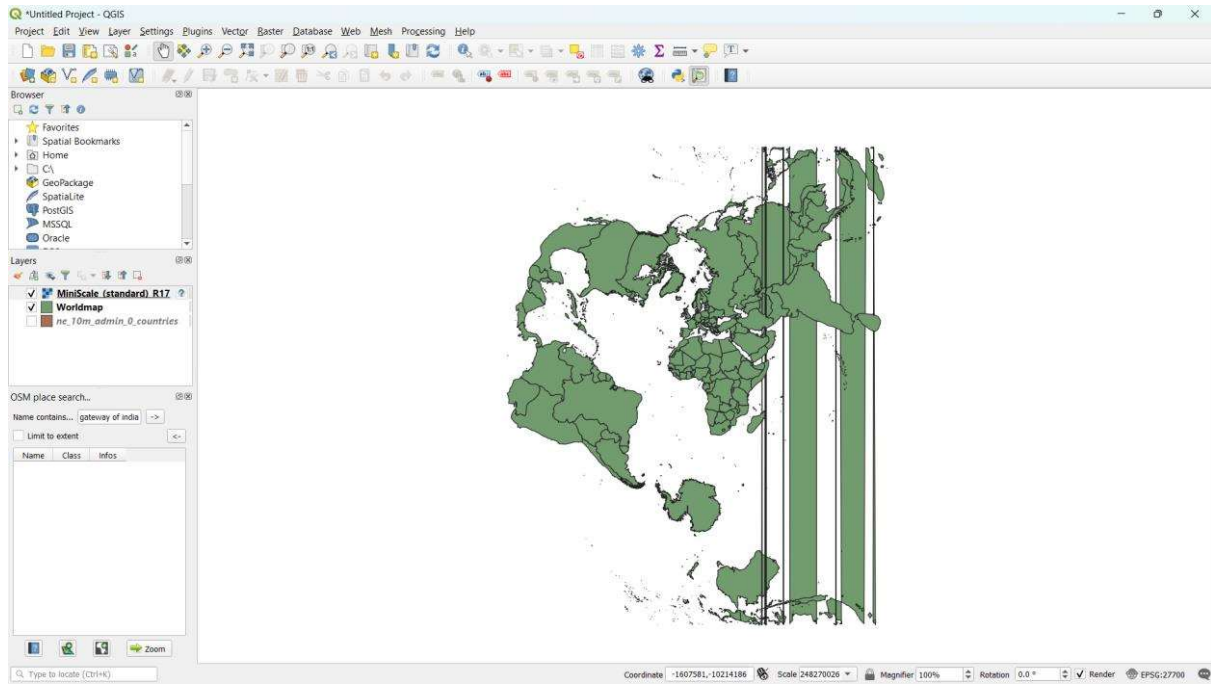 *Untitled Project - QGIS
Project Edit View Layer Settings Plugins Vector Raster Database Web Mesh Processing Help
Browser
Favorites
Spatial Bookmarks
Home
C:\
GeoPackage
SpatiaLite
PostGIS
MSSQL
Oracle
Layers
MiniScale (standard) R17 ?
Worldmap
ne_10m_admin_0_countries
OSM place search...
Name contains... gateway of india ->
Limit to extent <-
Name Class Infos
Zoom
Type to locate (Ctrl+K) Coordinate -1607581,-10214186 Scale 248270026 Magnifier 100% Rotation 0.0 ° Render EPSG:27700